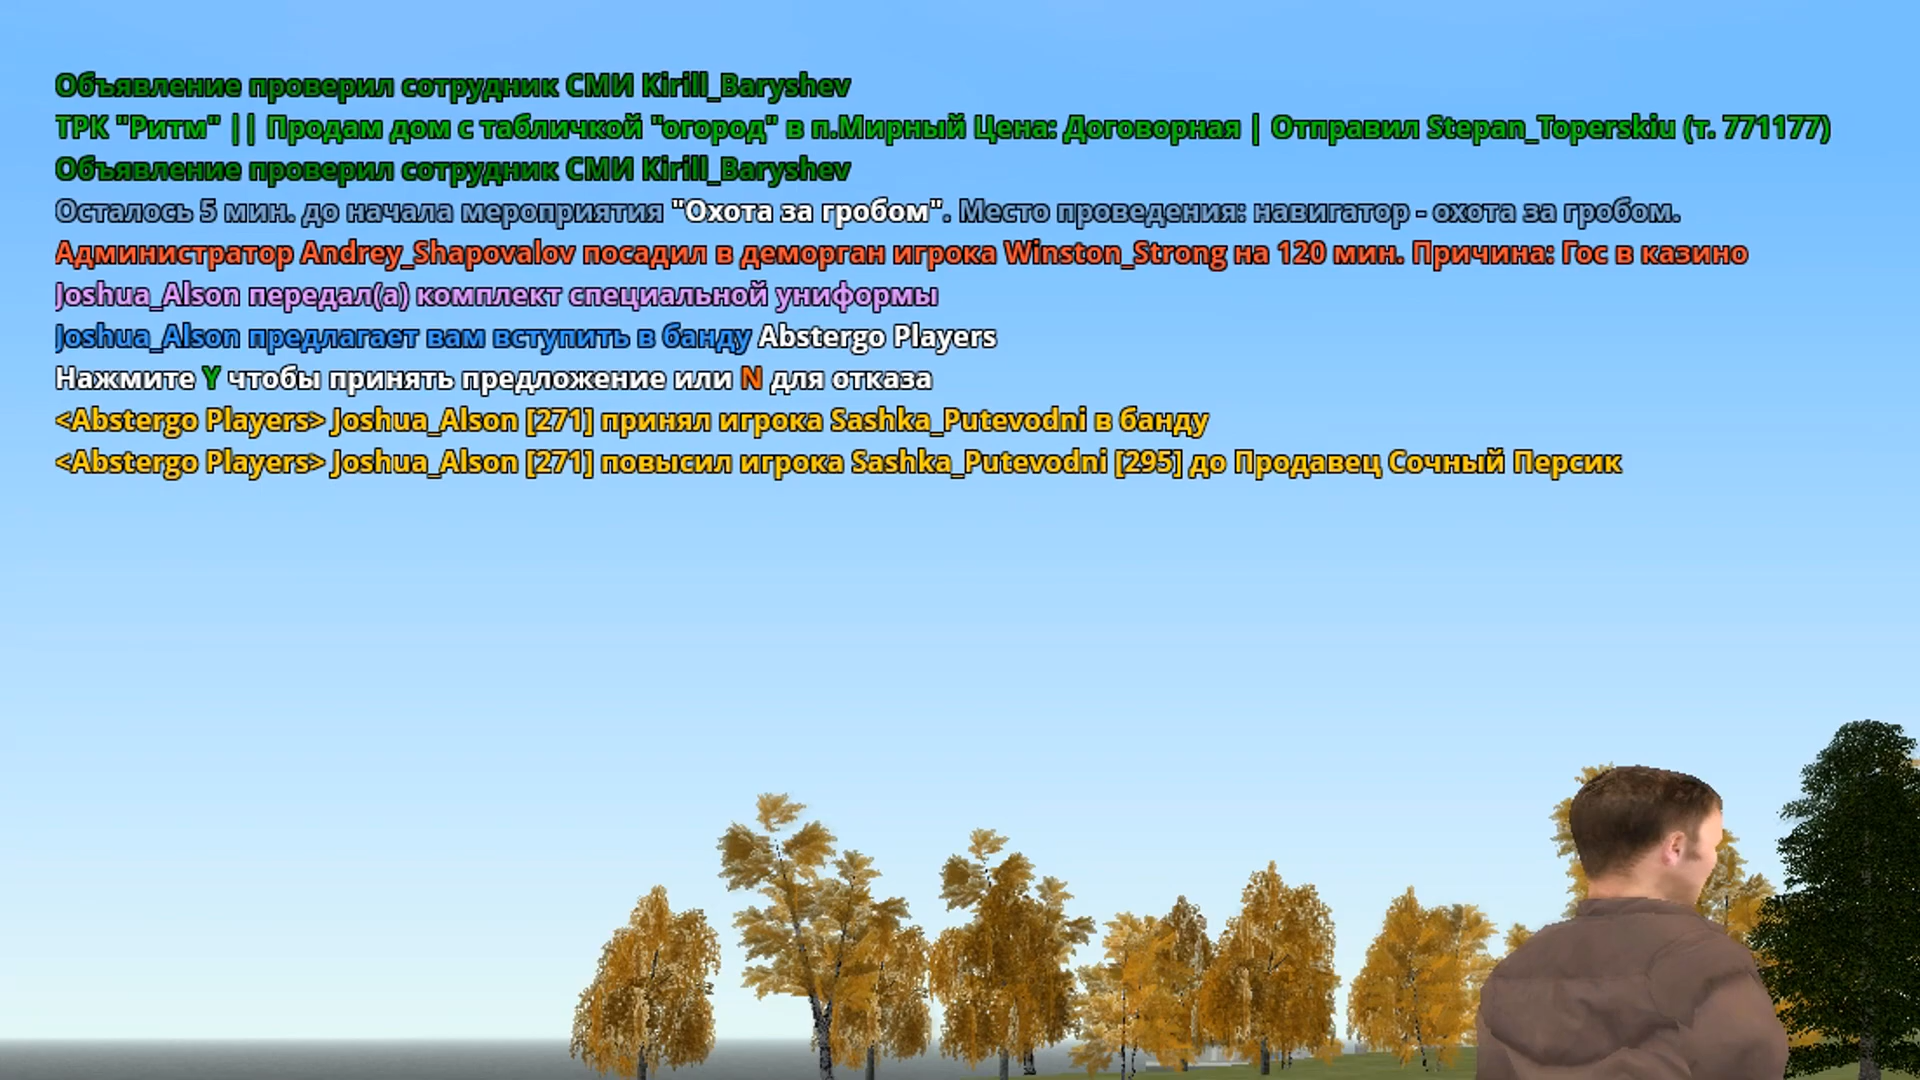 Объявление проверил сотрудник СМИ Kirill_Baryshev
ТРК "Ритм" || Продам дом с табличкой "огород" в п.Мирный Цена: Договорная | Отправил Stepan_Toperskiu (т. 771177)
Объявление проверил сотрудник СМИ Kirill_Baryshev
Осталось 5 мин. до начала мероприятия "Охота за гробом". Место проведения: навигатор - охота за гробом.
Администратор Andrey_Shapovalov посадил в деморган игрока Winston_Strong на 120 мин. Причина: Гос в казино
Joshua_Alson передал(а) комплект специальной униформы
Joshua_Alson предлагает вам вступить в банду Abstergo Players
Нажмите Y чтобы принять предложение или N для отказа
<Abstergo Players> Joshua_Alson [271] принял игрока Sashka_Putevodni в банду
<Abstergo Players> Joshua_Alson [271] повысил игрока Sashka_Putevodni [295] до Продавец Сочный Персик